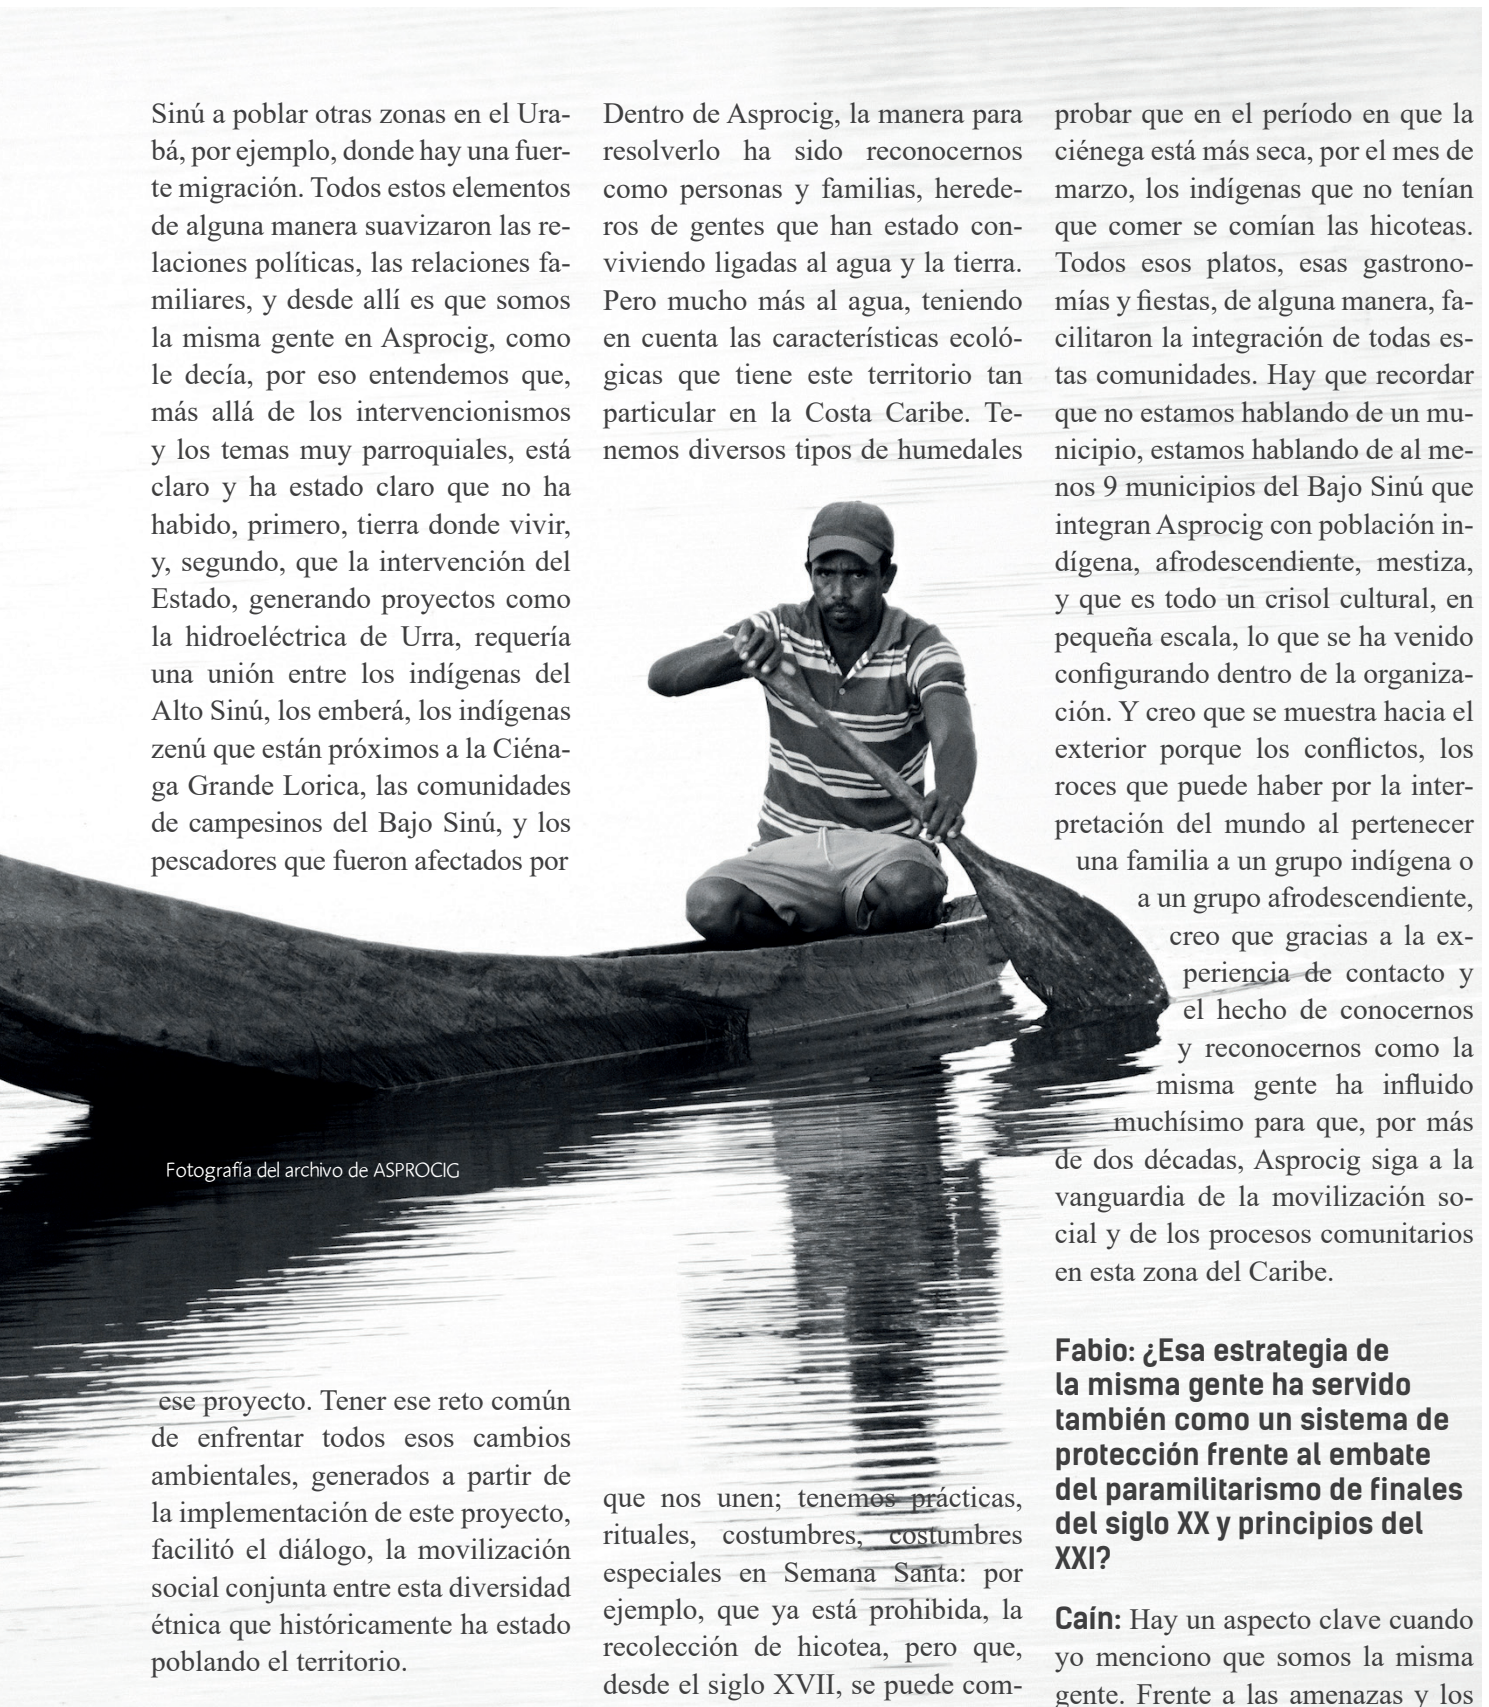 Sinú a poblar otras zonas en el Ura-
bá, por ejemplo, donde hay una fuer-
te migración. Todos estos elementos
de alguna manera suavizaron las re-
laciones políticas, las relaciones fa-
miliares, y desde allí es que somos
la misma gente en Asprocig, como
le decía, por eso entendemos que,
más allá de los intervencionismos
y los temas muy parroquiales, está
claro y ha estado claro que no ha
habido, primero, tierra donde vivir,
y, segundo, que la intervención del
Estado, generando proyectos como
la hidroeléctrica de Urra, requería
una unión entre los indígenas del
Alto Sinú, los emberá, los indígenas
zenú que están próximos a la Ciéna-
ga Grande Lorica, las comunidades
de campesinos del Bajo Sinú, y los
pescadores que fueron afectados por
Fotografía del archivo de ASPROCIG
ese proyecto. Tener ese reto común
de enfrentar todos esos cambios
ambientales, generados a partir de
la implementación de este proyecto,
facilitó el diálogo, la movilización
social conjunta entre esta diversidad
étnica que históricamente ha estado
poblando el territorio.
Dentro de Asprocig, la manera para
resolverlo ha sido reconocernos
como personas y familias, herede-
ros de gentes que han estado con-
viviendo ligadas al agua y la tierra.
Pero mucho más al agua, teniendo
en cuenta las características ecoló-
gicas que tiene este territorio tan
particular en la Costa Caribe. Te-
nemos diversos tipos de humedales
que nos unen; tenemos prácticas,
rituales, costumbres, costumbres
especiales en Semana Santa: por
ejemplo, que ya está prohibida, la
recolección de hicotea, pero que,
desde el siglo XVII, se puede com-
probar que en el período en que la
ciénega está más seca, por el mes de
marzo, los indígenas que no tenían
que comer se comían las hicoteas.
Todos esos platos, esas gastrono-
mías y fiestas, de alguna manera, fa-
cilitaron la integración de todas es-
tas comunidades. Hay que recordar
que no estamos hablando de un mu-
nicipio, estamos hablando de al me-
nos 9 municipios del Bajo Sinú que
integran Asprocig con población in-
dígena, afrodescendiente, mestiza,
y que es todo un crisol cultural, en
pequeña escala, lo que se ha venido
configurando dentro de la organiza-
ción. Y creo que se muestra hacia el
exterior porque los conflictos, los
roces que puede haber por la inter-
pretación del mundo al pertenecer
una familia a un grupo indígena o
a un grupo afrodescendiente,
creo que gracias a la ex-
periencia de contacto y
el hecho de conocernos
y reconocernos como la
misma gente ha influido
muchísimo para que, por más
de dos décadas, Asprocig siga a la
vanguardia de la movilización so-
cial y de los procesos comunitarios
en esta zona del Caribe.
Fabio: ¿Esa estrategia de
la misma gente ha servido
también como un sistema de
protección frente al embate
del paramilitarismo de finales
del siglo XX y principios del
XXI?
Caín: Hay un aspecto clave cuando
yo menciono que somos la misma
gente. Frente a las amenazas y los